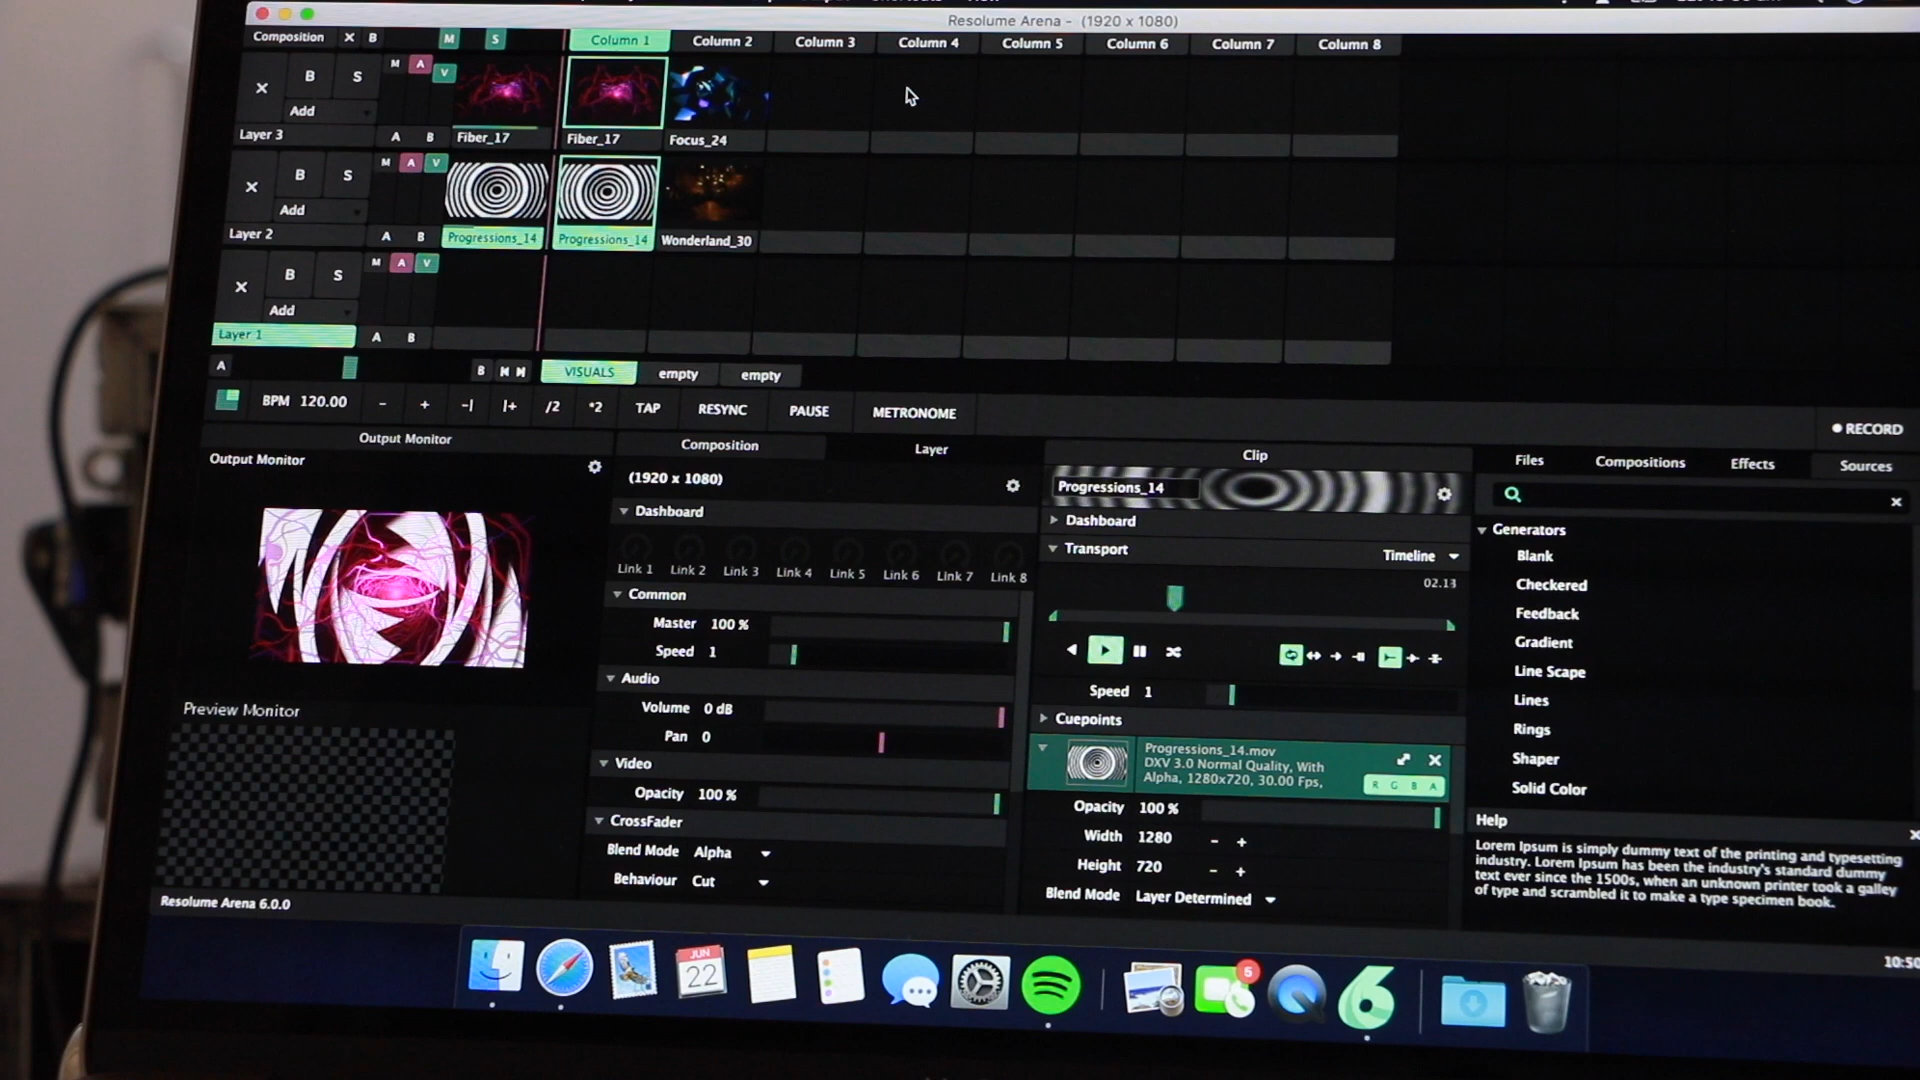 Resolume Arena - (1920 x 1080)
Composition X B M S Column 1 Column 2 Column 3 Column 4 Column 5 Column 6 Column 7 Column 8
X B S M A V
Add
Layer 3 A B Fiber_17 Fiber_17 Focus_24
X B S M A V
Add
Layer 2 A B Progressions_14 Progressions_14 Wonderland_30
X B S M A V
Add
Layer 1 A B
A B VISUALS empty empty
BPM 120.00 - + -| |+ /2 *2 TAP RESYNC PAUSE METRONOME
RECORD
Output Monitor Composition Layer Clip Files Compositions Effects Sources
Output Monitor
(1920 x 1080)
Dashboard
Link 1 Link 2 Link 3 Link 4 Link 5 Link 6 Link 7 Link 8
Common
Master 100 %
Speed 1
Audio
Volume 0 dB
Pan 0
Video
Opacity 100 %
CrossFader
Blend Mode Alpha
Behaviour Cut
Progressions_14
Dashboard
Transport Timeline
02.13
Speed 1
Cuepoints
Progressions_14.mov
DXV 3.0 Normal Quality, With
Alpha, 1280x720, 30.00 Fps,
R G B A
Opacity 100 %
Width 1280 - +
Height 720 - +
Blend Mode Layer Determined
Generators
Blank
Checkered
Feedback
Gradient
Line Scape
Lines
Rings
Shaper
Solid Color
Help
Lorem Ipsum is simply dummy text of the printing and typesetting
industry. Lorem Ipsum has been the industry's standard dummy
text ever since the 1500s, when an unknown printer took a galley
of type and scrambled it to make a type specimen book.
Preview Monitor
Resolume Arena 6.0.0
10:50
JUN
22
5
6